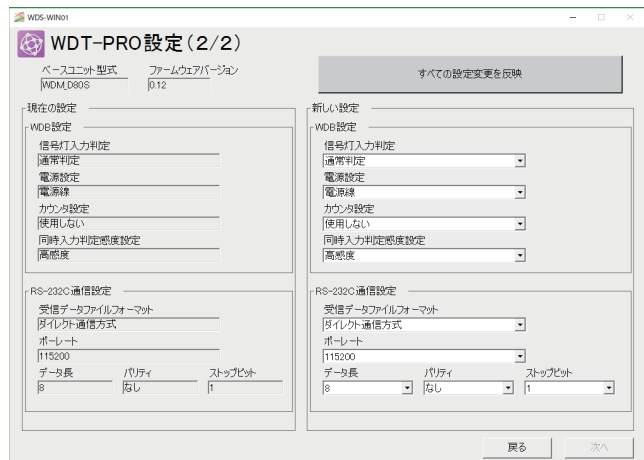 WDS-WIN01
WDT-PRO設定(2/2)
ベースユニット型式 ファームウェアバージョン
WDM_D80S 0.12
すべての設定変更を反映
現在の設定
WDB設定
信号灯入力判定
通常判定
電源設定
電源線
カウンタ設定
使用しない
同時入力判定感度設定
高感度
RS-232C通信設定
受信データファイルフォーマット
ダイレクト通信方式
ボーレート
115200
データ長 パリティ ストップビット
8 なし 1
新しい設定
WDB設定
信号灯入力判定
通常判定
電源設定
電源線
カウンタ設定
使用しない
同時入力判定感度設定
高感度
RS-232C通信設定
受信データファイルフォーマット
ダイレクト通信方式
ボーレート
115200
データ長 パリティ ストップビット
8 なし 1
戻る 次へ